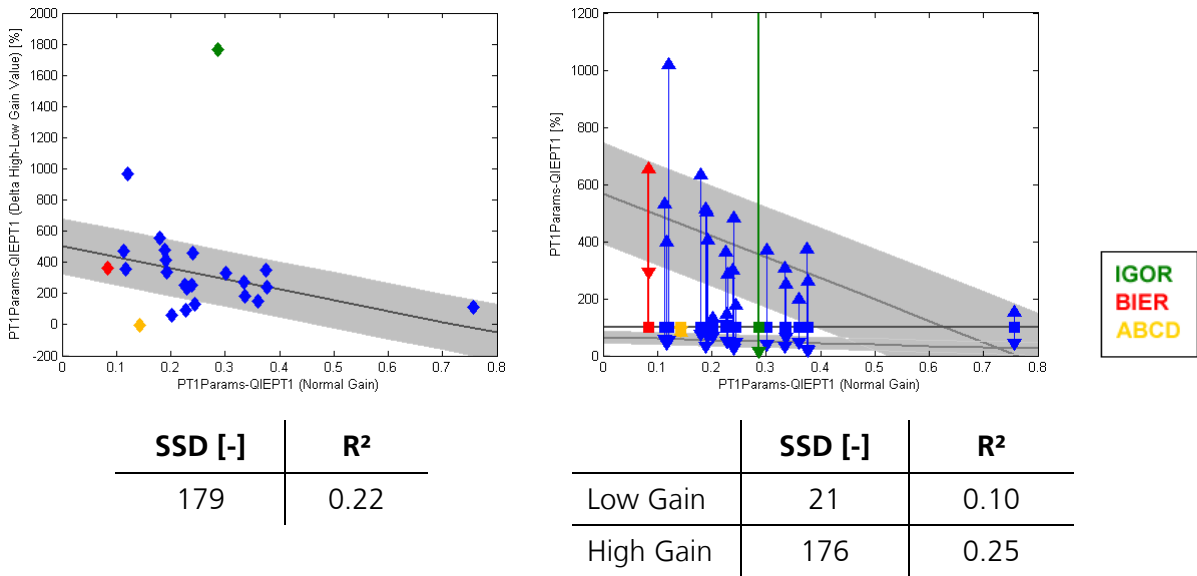 PT1Params-QIEPT1 (Delta High-Low Gain Value) [%]
2000
1800
1600
1400
1200
1000
800
600
400
200
0
-200
0 0.1 0.2 0.3 0.4 0.5 0.6 0.7 0.8
PT1Params-QIEPT1 (Normal Gain)
PT1Params-QIEPT1 [%]
1200
1000
800
600
400
200
0
0 0.1 0.2 0.3 0.4 0.5 0.6 0.7 0.8
PT1Params-QIEPT1 (Normal Gain)
IGOR
BIER
ABCD
SSD [-] R²
179 0.22
SSD [-] R²
Low Gain 21 0.10
High Gain 176 0.25